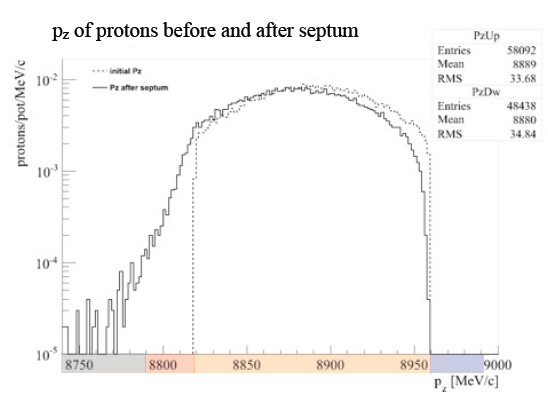 pz of protons before and after septum
PzUp
Entries 58092
Mean 8889
RMS 33.68
PzDw
Entries 48438
Mean 8880
RMS 34.84
initial Pz
Pz after septum
protons/pot/MeV/c
10-2
10-3
10-4
10-5
8750 8800 8850 8900 8950 9000
pz [MeV/c]